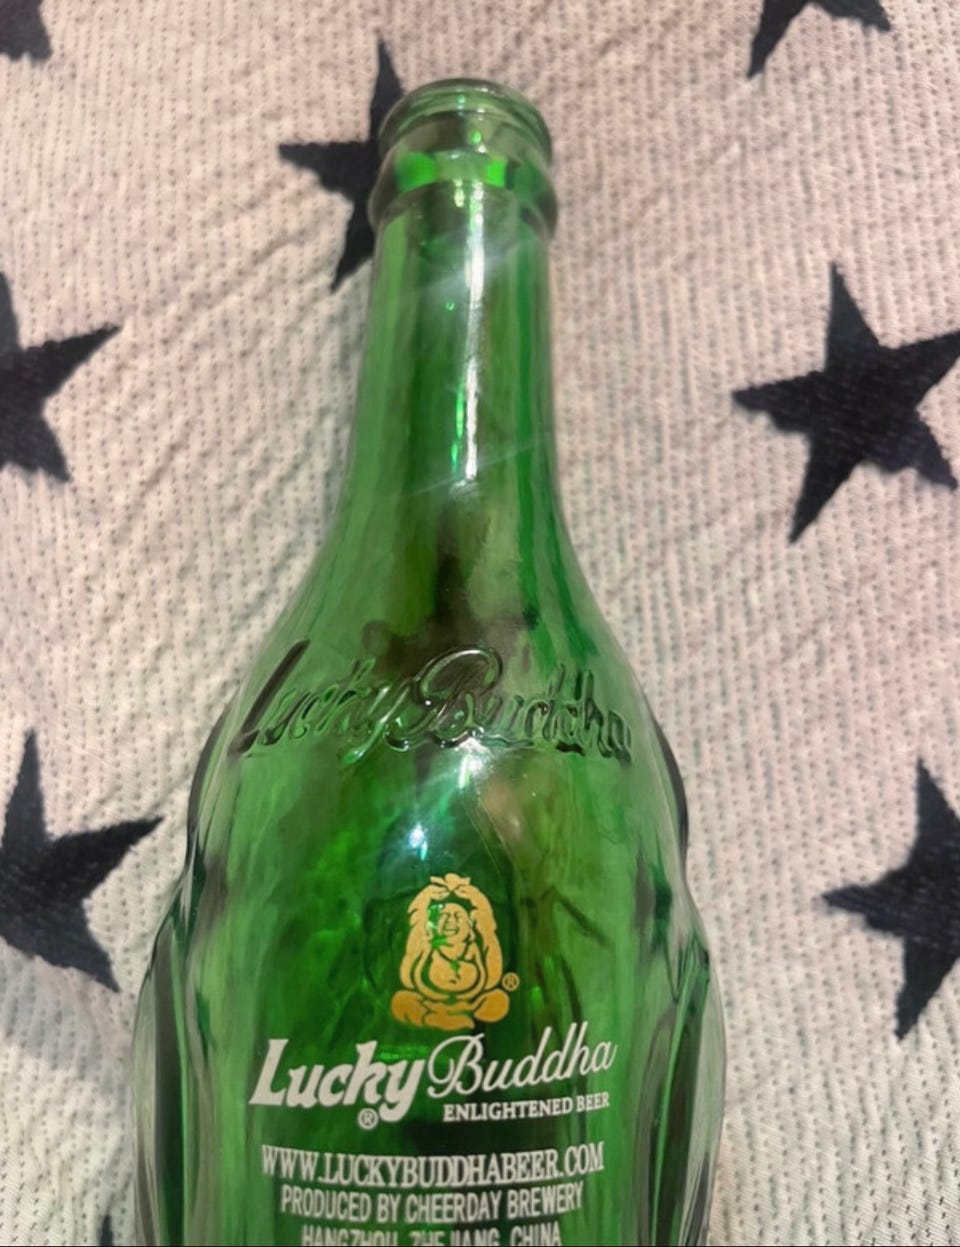 Lucky Buddha
®
Lucky Buddha
®
ENLIGHTENED BEER
WWW.LUCKYBUDDHABEER.COM
PRODUCED BY CHEERDAY BREWERY
HANGZHOU, ZHEJIANG, CHINA